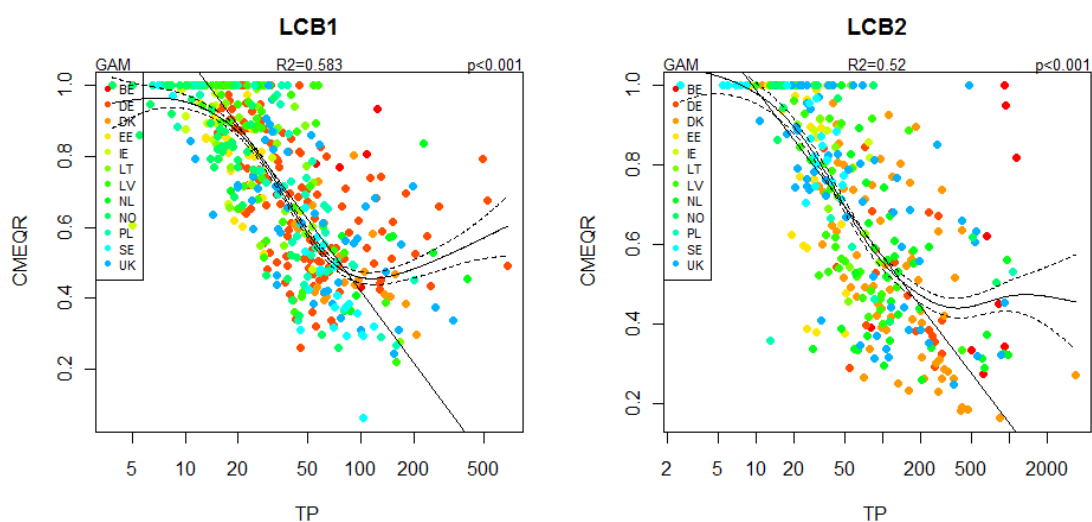 LCB1
GAM R2=0.583 p<0.001
BE
DE
DK
EE
IE
LT
LV
NL
NO
PL
SE
UK
CMEQR
0.2 0.4 0.6 0.8 1.0
5 10 20 50 100 200 500
TP
LCB2
GAM R2=0.52 p<0.001
BE
DE
DK
EE
IE
LT
LV
NL
NO
PL
SE
UK
CMEQR
0.2 0.4 0.6 0.8 1.0
2 5 10 20 50 200 500 2000
TP